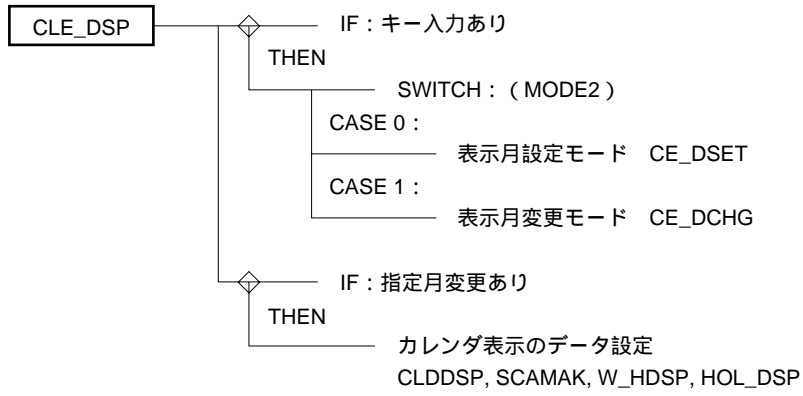 CLE_DSP
IF：キー入力あり
THEN
SWITCH：（MODE2）
CASE 0：
表示月設定モード　CE_DSET
CASE 1：
表示月変更モード　CE_DCHG
IF：指定月変更あり
THEN
カレンダ表示のデータ設定
CLDDSP, SCAMAK, W_HDSP, HOL_DSP